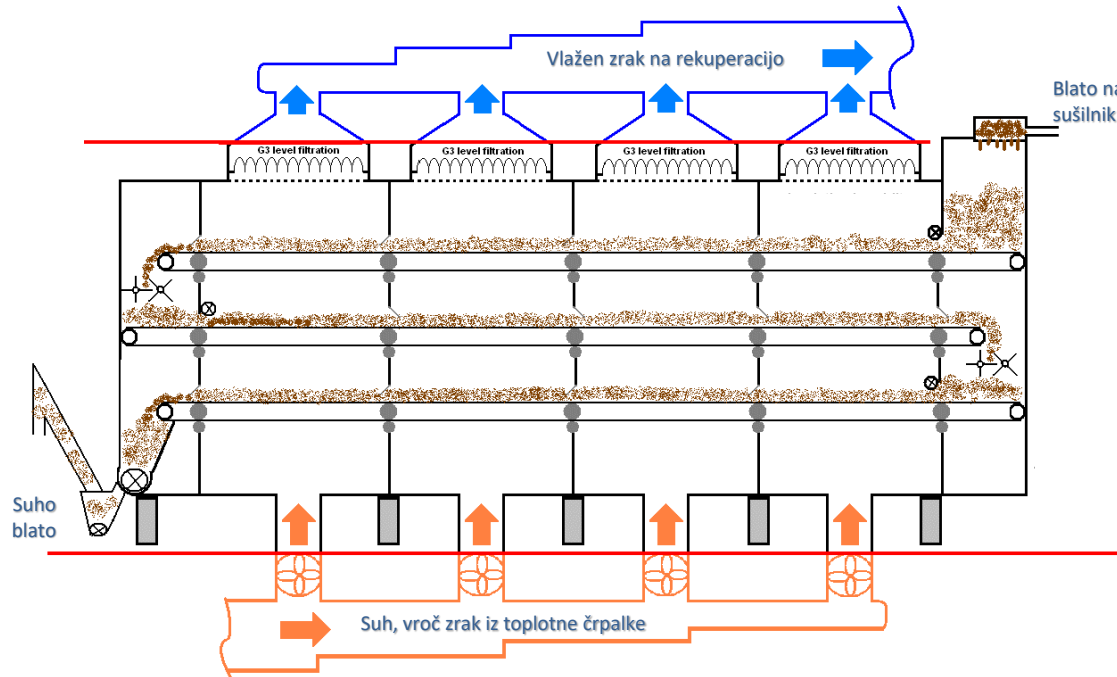 Vlažen zrak na rekuperacijo
Blato na
sušilnik
G3 level filtration
G3 level filtration
G3 level filtration
G3 level filtration
Suho
blato
Suh, vroč zrak iz toplotne črpalke